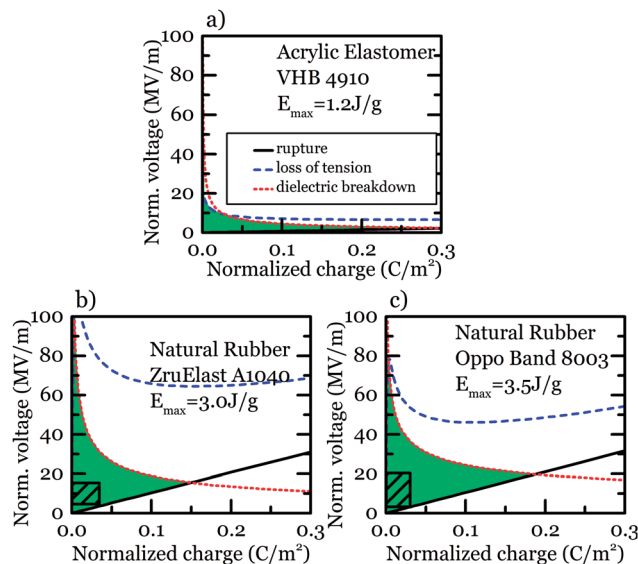 a)
Norm. voltage (MV/m)
100
80
60
40
20
0
Acrylic Elastomer
VHB 4910
Emax=1.2J/g
rupture
loss of tension
dielectric breakdown
0.0 0.1 0.2 0.3
Normalized charge (C/m²)
b)
Norm. voltage (MV/m)
100
80
60
40
20
0
Natural Rubber
ZruElast A1040
Emax=3.0J/g
0.0 0.1 0.2 0.3
Normalized charge (C/m²)
c)
Norm. voltage (MV/m)
100
80
60
40
20
0
Natural Rubber
Oppo Band 8003
Emax=3.5J/g
0.0 0.1 0.2 0.3
Normalized charge (C/m²)